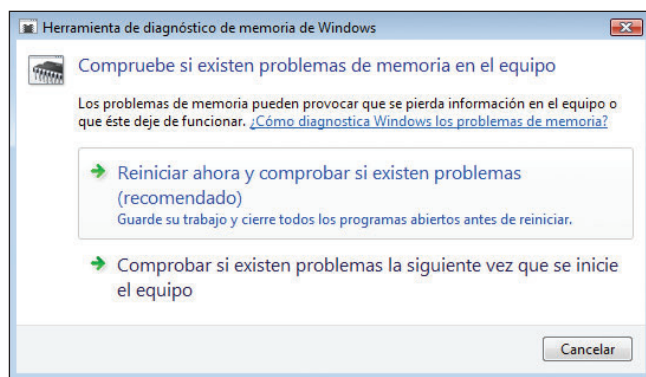 Herramienta de diagnóstico de memoria de Windows
Compruebe si existen problemas de memoria en el equipo
Los problemas de memoria pueden provocar que se pierda información en el equipo o
que éste deje de funcionar. ¿Cómo diagnostica Windows los problemas de memoria?
Reiniciar ahora y comprobar si existen problemas
(recomendado)
Guarde su trabajo y cierre todos los programas abiertos antes de reiniciar.
Comprobar si existen problemas la siguiente vez que se inicie
el equipo
Cancelar